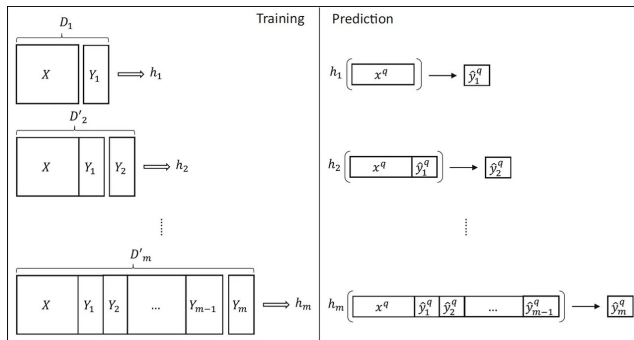 Training
D₁
X Y₁ ⇒ h₁
D′₂
X Y₁ Y₂ ⇒ h₂
D′ₘ
X Y₁ Y₂ ... Yₘ₋₁ Yₘ ⇒ hₘ
Prediction
h₁ ( x^q ) → ŷ₁^q
h₂ ( x^q ŷ₁^q ) → ŷ₂^q
hₘ ( x^q ŷ₁^q ŷ₂^q ... ŷₘ₋₁^q ) → ŷₘ^q